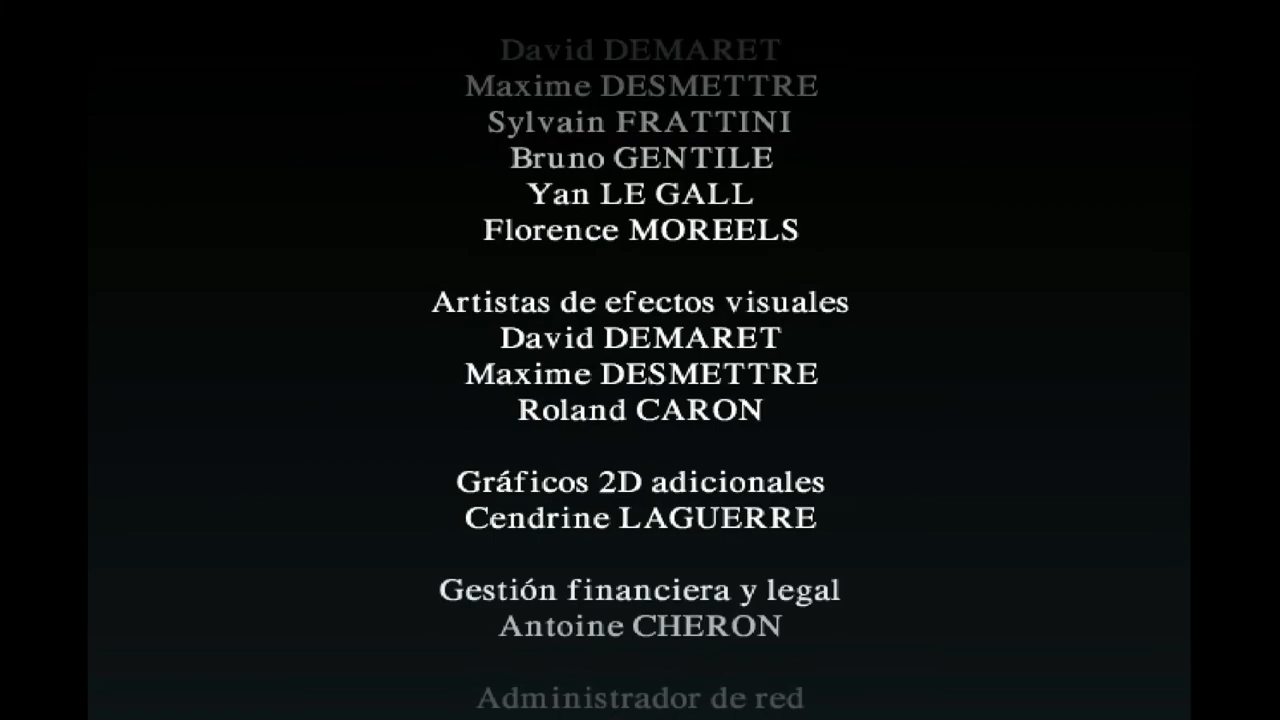 David DEMARET
Maxime DESMETTRE
Sylvain FRATTINI
Bruno GENTILE
Yan LE GALL
Florence MOREELS
Artistas de efectos visuales
David DEMARET
Maxime DESMETTRE
Roland CARON
Gráficos 2D adicionales
Cendrine LAGUERRE
Gestión financiera y legal
Antoine CHERON
Administrador de red